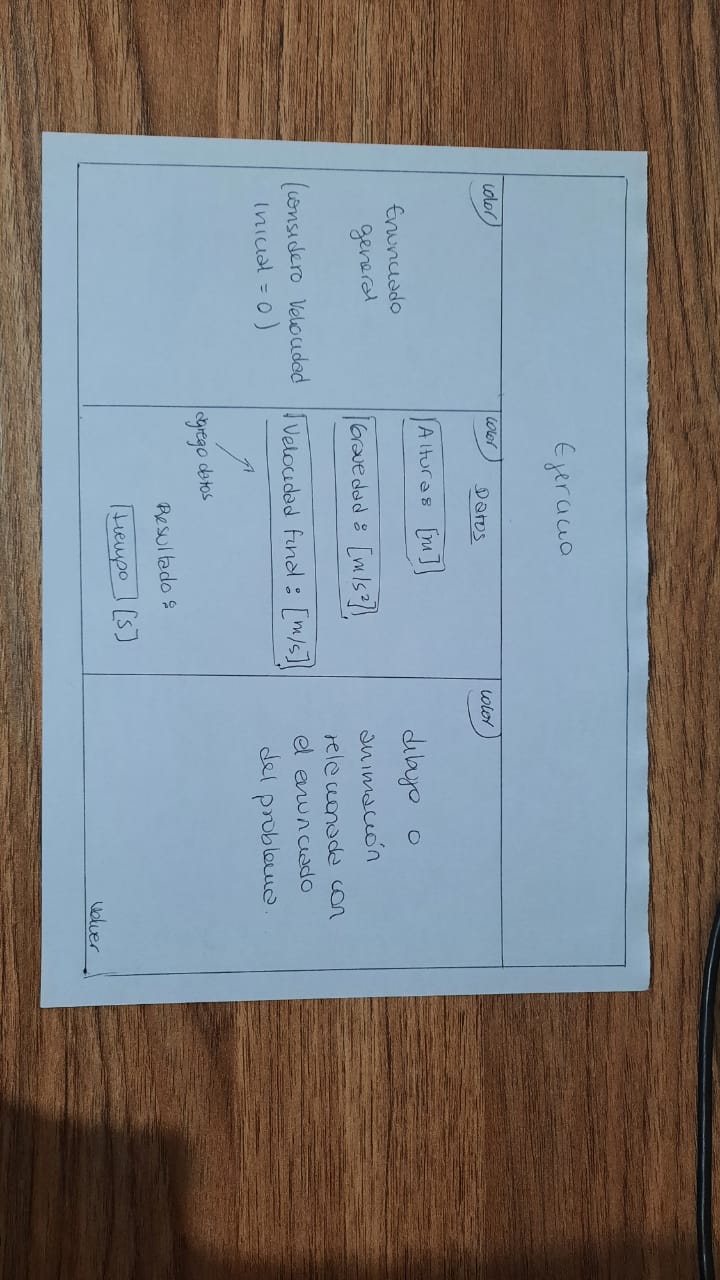 Ejercicio
color
Enunciado
general
(considero Velocidad
inicial = 0)
color
Datos
Altura: [m]
Gravedad: [m/s²]
Velocidad final: [m/s]
agrego datos
Resultado:
tiempo [s]
color
dibujo o
animación
relacionada con
el enunciado
del problema.
volver